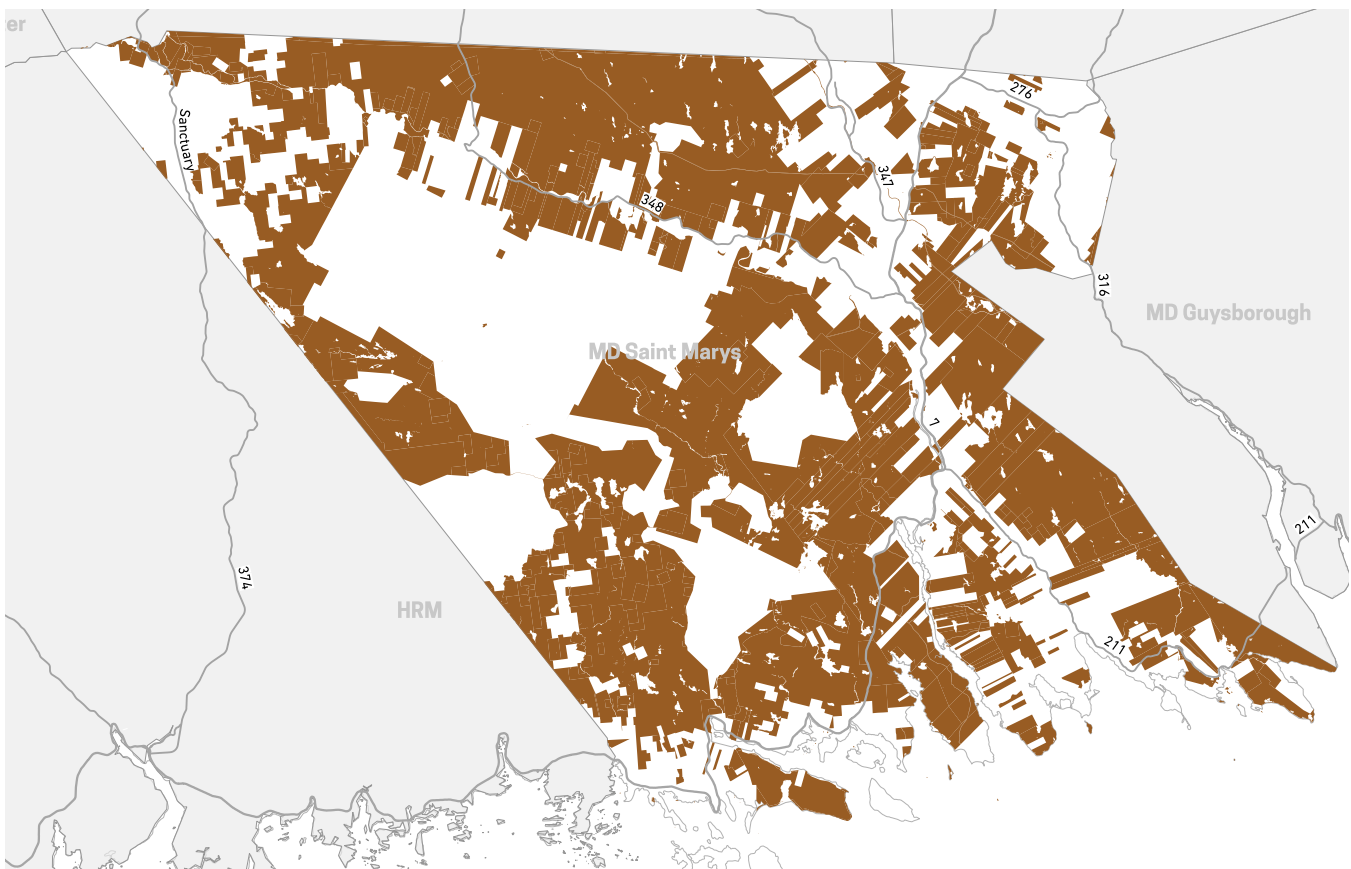 er
276
Sanctuary
347
348
316
MD Guysborough
MD Saint Marys
7
211
374
HRM
211